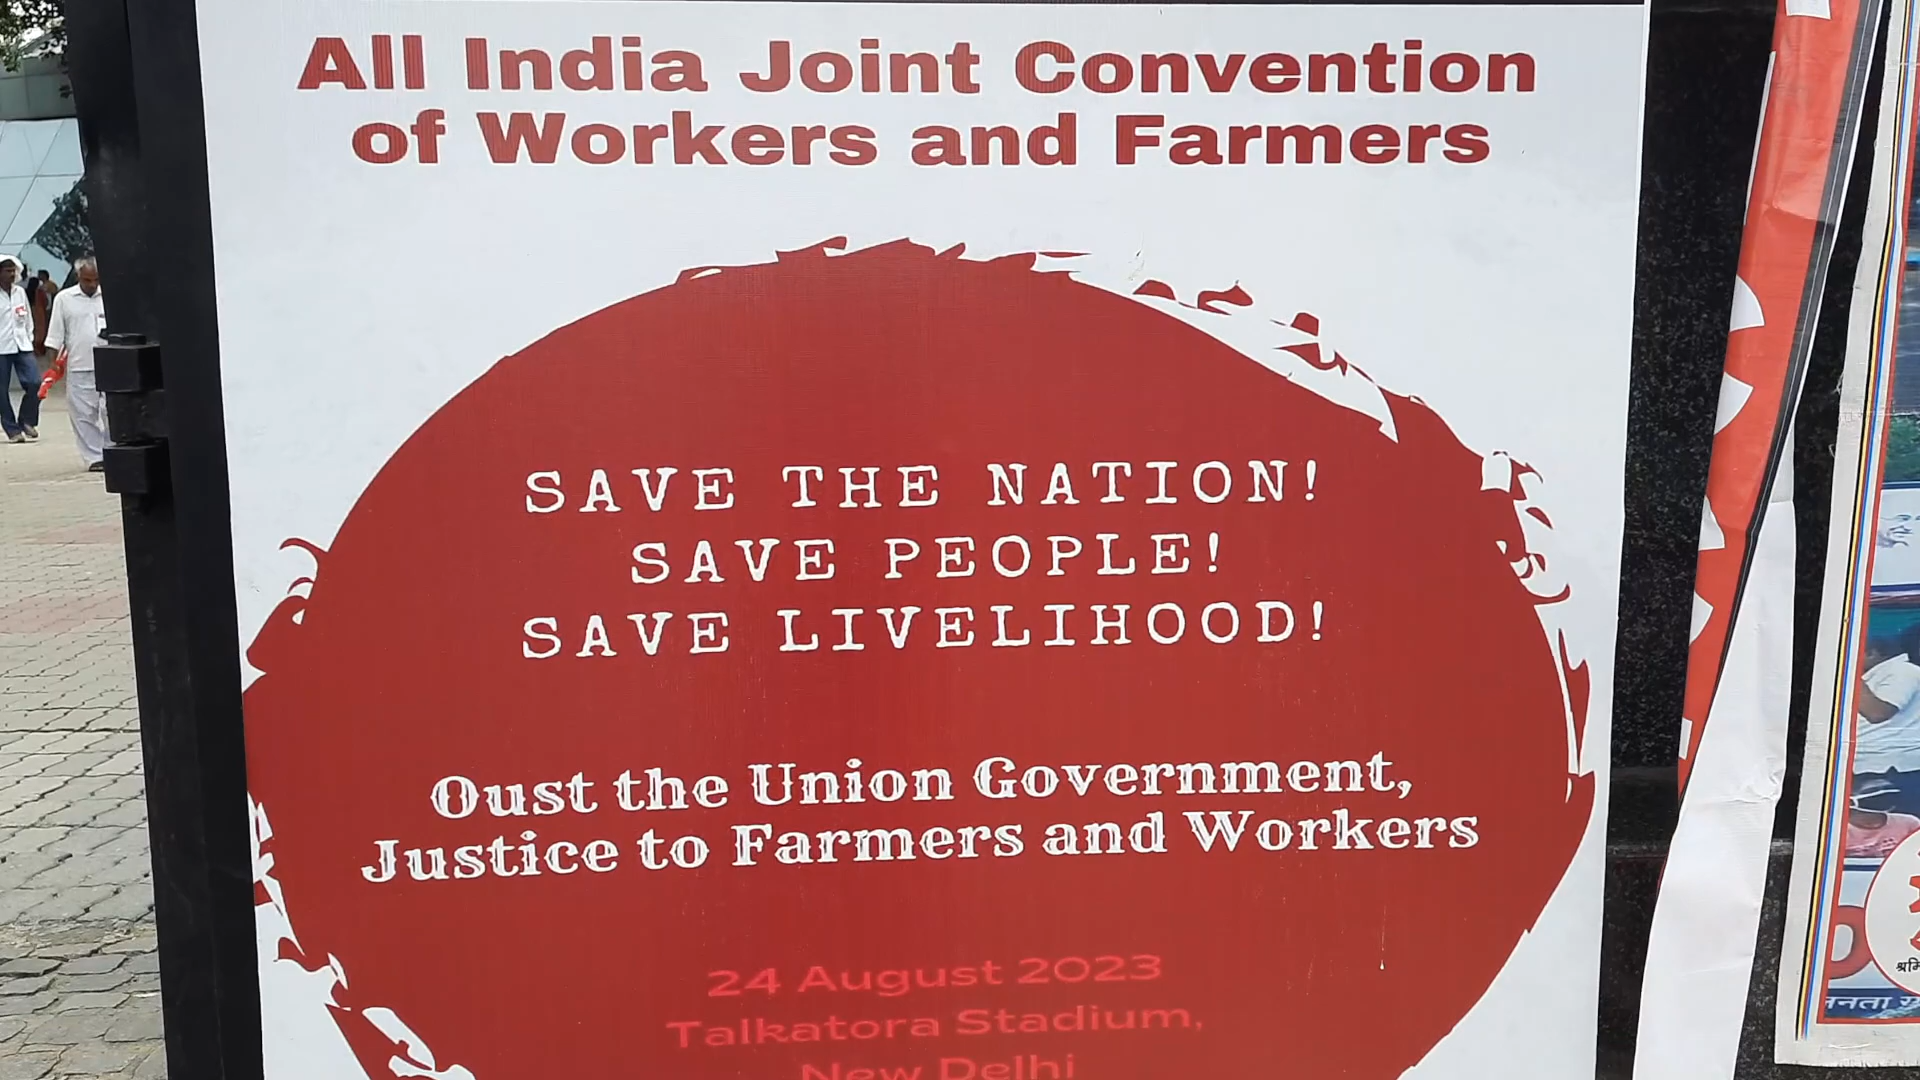 All India Joint Convention
of Workers and Farmers
SAVE THE NATION!
SAVE PEOPLE!
SAVE LIVELIHOOD!
Oust the Union Government,
Justice to Farmers and Workers
24 August 2023
Talkatora Stadium,
New Delhi